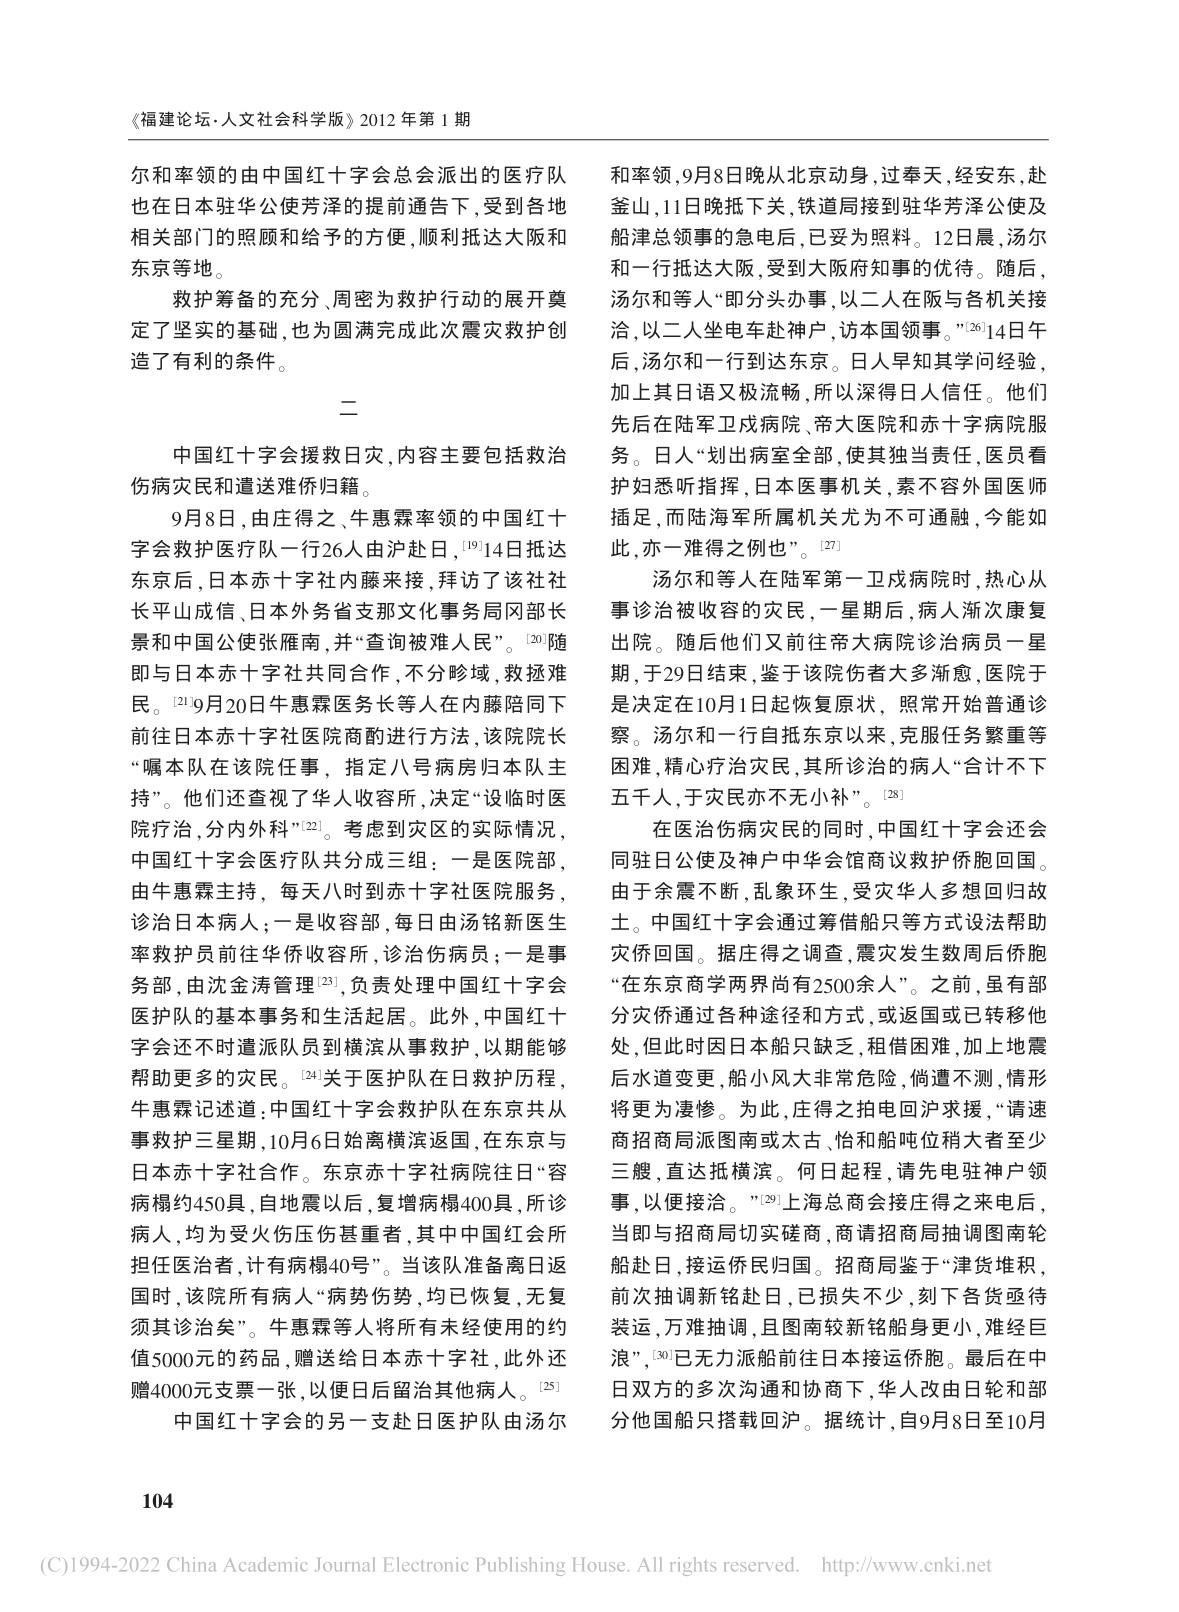 《福建论坛·人文社会科学版》2012 年第 1 期
尔和率领的由中国红十字会总会派出的医疗队
也在日本驻华公使芳泽的提前通告下,受到各地
相关部门的照顾和给予的方便,顺利抵达大阪和
东京等地。
救护筹备的充分、周密为救护行动的展开奠
定了坚实的基础,也为圆满完成此次震灾救护创
造了有利的条件。
二
中国红十字会援救日灾,内容主要包括救治
伤病灾民和遣送难侨归籍。
9月8日,由庄得之、牛惠霖率领的中国红十
字会救护医疗队一行26人由沪赴日,[19]14日抵达
东京后,日本赤十字社内藤来接,拜访了该社社
长平山成信、日本外务省支那文化事务局冈部长
景和中国公使张雁南,并“查询被难人民”。[20]随
即与日本赤十字社共同合作,不分畛域,救拯难
民。[21]9月20日牛惠霖医务长等人在内藤陪同下
前往日本赤十字社医院商酌进行方法,该院院长
“嘱本队在该院任事，指定八号病房归本队主
持”。他们还查视了华人收容所,决定“设临时医
院疗治,分内外科”[22]。考虑到灾区的实际情况,
中国红十字会医疗队共分成三组：一是医院部,
由牛惠霖主持，每天八时到赤十字社医院服务,
诊治日本病人;一是收容部,每日由汤铭新医生
率救护员前往华侨收容所,诊治伤病员;一是事
务部,由沈金涛管理[23],负责处理中国红十字会
医护队的基本事务和生活起居。此外,中国红十
字会还不时遣派队员到横滨从事救护,以期能够
帮助更多的灾民。[24]关于医护队在日救护历程,
牛惠霖记述道:中国红十字会救护队在东京共从
事救护三星期,10月6日始离横滨返国,在东京与
日本赤十字社合作。东京赤十字社病院往日“容
病榻约450具,自地震以后,复增病榻400具,所诊
病人,均为受火伤压伤甚重者,其中中国红会所
担任医治者,计有病榻40号”。当该队准备离日返
国时,该院所有病人“病势伤势,均已恢复,无复
须其诊治矣”。牛惠霖等人将所有未经使用的约
值5000元的药品,赠送给日本赤十字社,此外还
赠4000元支票一张,以便日后留治其他病人。[25]
中国红十字会的另一支赴日医护队由汤尔
和率领,9月8日晚从北京动身,过奉天,经安东,赴
釜山,11日晚抵下关,铁道局接到驻华芳泽公使及
船津总领事的急电后,已妥为照料。12日晨,汤尔
和一行抵达大阪,受到大阪府知事的优待。随后,
汤尔和等人“即分头办事,以二人在阪与各机关接
洽,以二人坐电车赴神户,访本国领事。”[26]14日午
后,汤尔和一行到达东京。日人早知其学问经验,
加上其日语又极流畅,所以深得日人信任。他们
先后在陆军卫戍病院、帝大医院和赤十字病院服
务。日人“划出病室全部,使其独当责任,医员看
护妇悉听指挥,日本医事机关,素不容外国医师
插足,而陆海军所属机关尤为不可通融,今能如
此,亦一难得之例也”。[27]
汤尔和等人在陆军第一卫戍病院时,热心从
事诊治被收容的灾民,一星期后,病人渐次康复
出院。随后他们又前往帝大病院诊治病员一星
期,于29日结束,鉴于该院伤者大多渐愈,医院于
是决定在10月1日起恢复原状，照常开始普通诊
察。汤尔和一行自抵东京以来,克服任务繁重等
困难,精心疗治灾民,其所诊治的病人“合计不下
五千人,于灾民亦不无小补”。[28]
在医治伤病灾民的同时,中国红十字会还会
同驻日公使及神户中华会馆商议救护侨胞回国。
由于余震不断,乱象环生,受灾华人多想回归故
土。中国红十字会通过筹借船只等方式设法帮助
灾侨回国。据庄得之调查,震灾发生数周后侨胞
“在东京商学两界尚有2500余人”。之前,虽有部
分灾侨通过各种途径和方式,或返国或已转移他
处,但此时因日本船只缺乏,租借困难,加上地震
后水道变更,船小风大非常危险,倘遭不测,情形
将更为凄惨。为此,庄得之拍电回沪求援,“请速
商招商局派图南或太古、怡和船吨位稍大者至少
三艘,直达抵横滨。何日起程,请先电驻神户领
事,以便接洽。”[29]上海总商会接庄得之来电后,
当即与招商局切实磋商,商请招商局抽调图南轮
船赴日,接运侨民归国。招商局鉴于“津货堆积,
前次抽调新铭赴日,已损失不少,刻下各货亟待
装运,万难抽调,且图南较新铭船身更小,难经巨
浪”,[30]已无力派船前往日本接运侨胞。最后在中
日双方的多次沟通和协商下,华人改由日轮和部
分他国船只搭载回沪。据统计,自9月8日至10月
104
(C)1994-2022 China Academic Journal Electronic Publishing House. All rights reserved. http://www.cnki.net